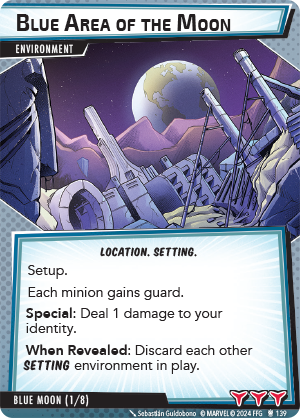 Blue Area of the Moon
ENVIRONMENT
LOCATION. SETTING.
Setup.
Each minion gains guard.
Special: Deal 1 damage to your
identity.
When Revealed: Discard each other
SETTING environment in play.
Sebastián Guidobono © MARVEL © 2024 FFG 139
BLUE MOON (1/8)